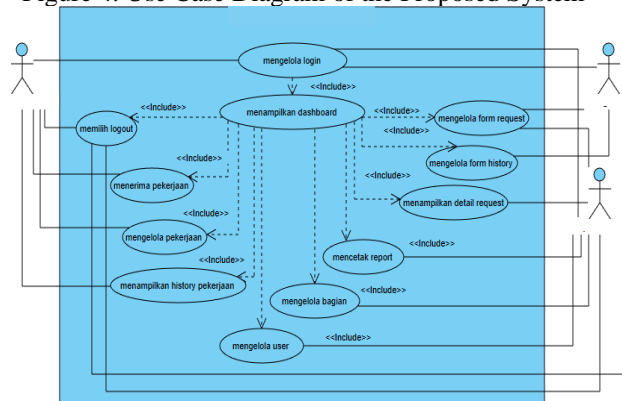 Figure 4. Use Case Diagram of the Proposed System
mengelola login
<<Include>>
menampilkan dashboard
<<Include>>
<<Include>>
mengelola form request
memilih logout
<<Include>>
<<Include>>
mengelola form history
menerima pekerjaan
<<Include>>
menampilkan detail request
<<Include>>
mengelola pekerjaan
<<Include>>
mencetak report
<<Include>>
menampilkan history pekerjaan
<<Include>>
mengelola bagian
<<Include>>
mengelola user